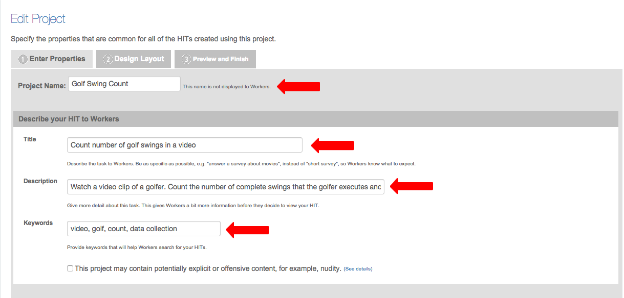 Edit Project
Specify the properties that are common for all of the HITs created using this project.
1 Enter Properties 2 Design Layout 3 Preview and Finish
Project Name: Golf Swing Count This name is not displayed to Workers.
Describe your HIT to Workers
Title Count number of golf swings in a video
Describe the task to Workers. Be as specific as possible, e.g. "answer a survey about movies", instead of "short survey", so Workers know what to expect.
Description Watch a video clip of a golfer. Count the number of complete swings that the golfer executes and
Give more detail about this task. This gives Workers a bit more information before they decide to view your HIT.
Keywords video, golf, count, data collection
Provide keywords that will help Workers search for your HITs.
This project may contain potentially explicit or offensive content, for example, nudity. (See details)